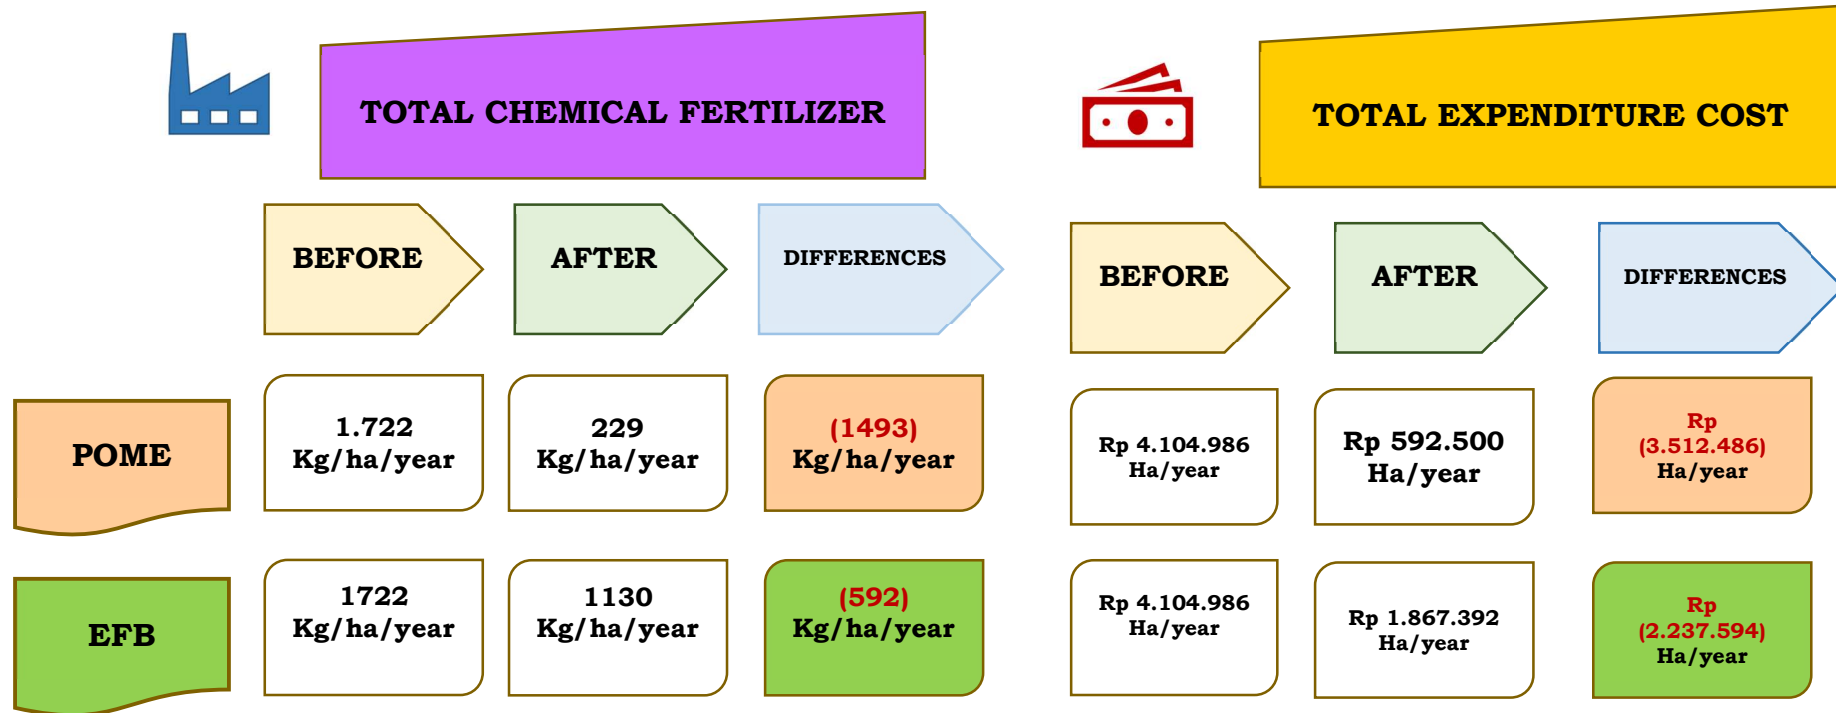 TOTAL CHEMICAL FERTILIZER
TOTAL EXPENDITURE COST
BEFORE
AFTER
DIFFERENCES
BEFORE
AFTER
DIFFERENCES
POME
1.722
Kg/ha/year
229
Kg/ha/year
(1493)
Kg/ha/year
Rp 4.104.986
Ha/year
Rp 592.500
Ha/year
Rp
(3.512.486)
Ha/year
EFB
1722
Kg/ha/year
1130
Kg/ha/year
(592)
Kg/ha/year
Rp 4.104.986
Ha/year
Rp 1.867.392
Ha/year
Rp
(2.237.594)
Ha/year